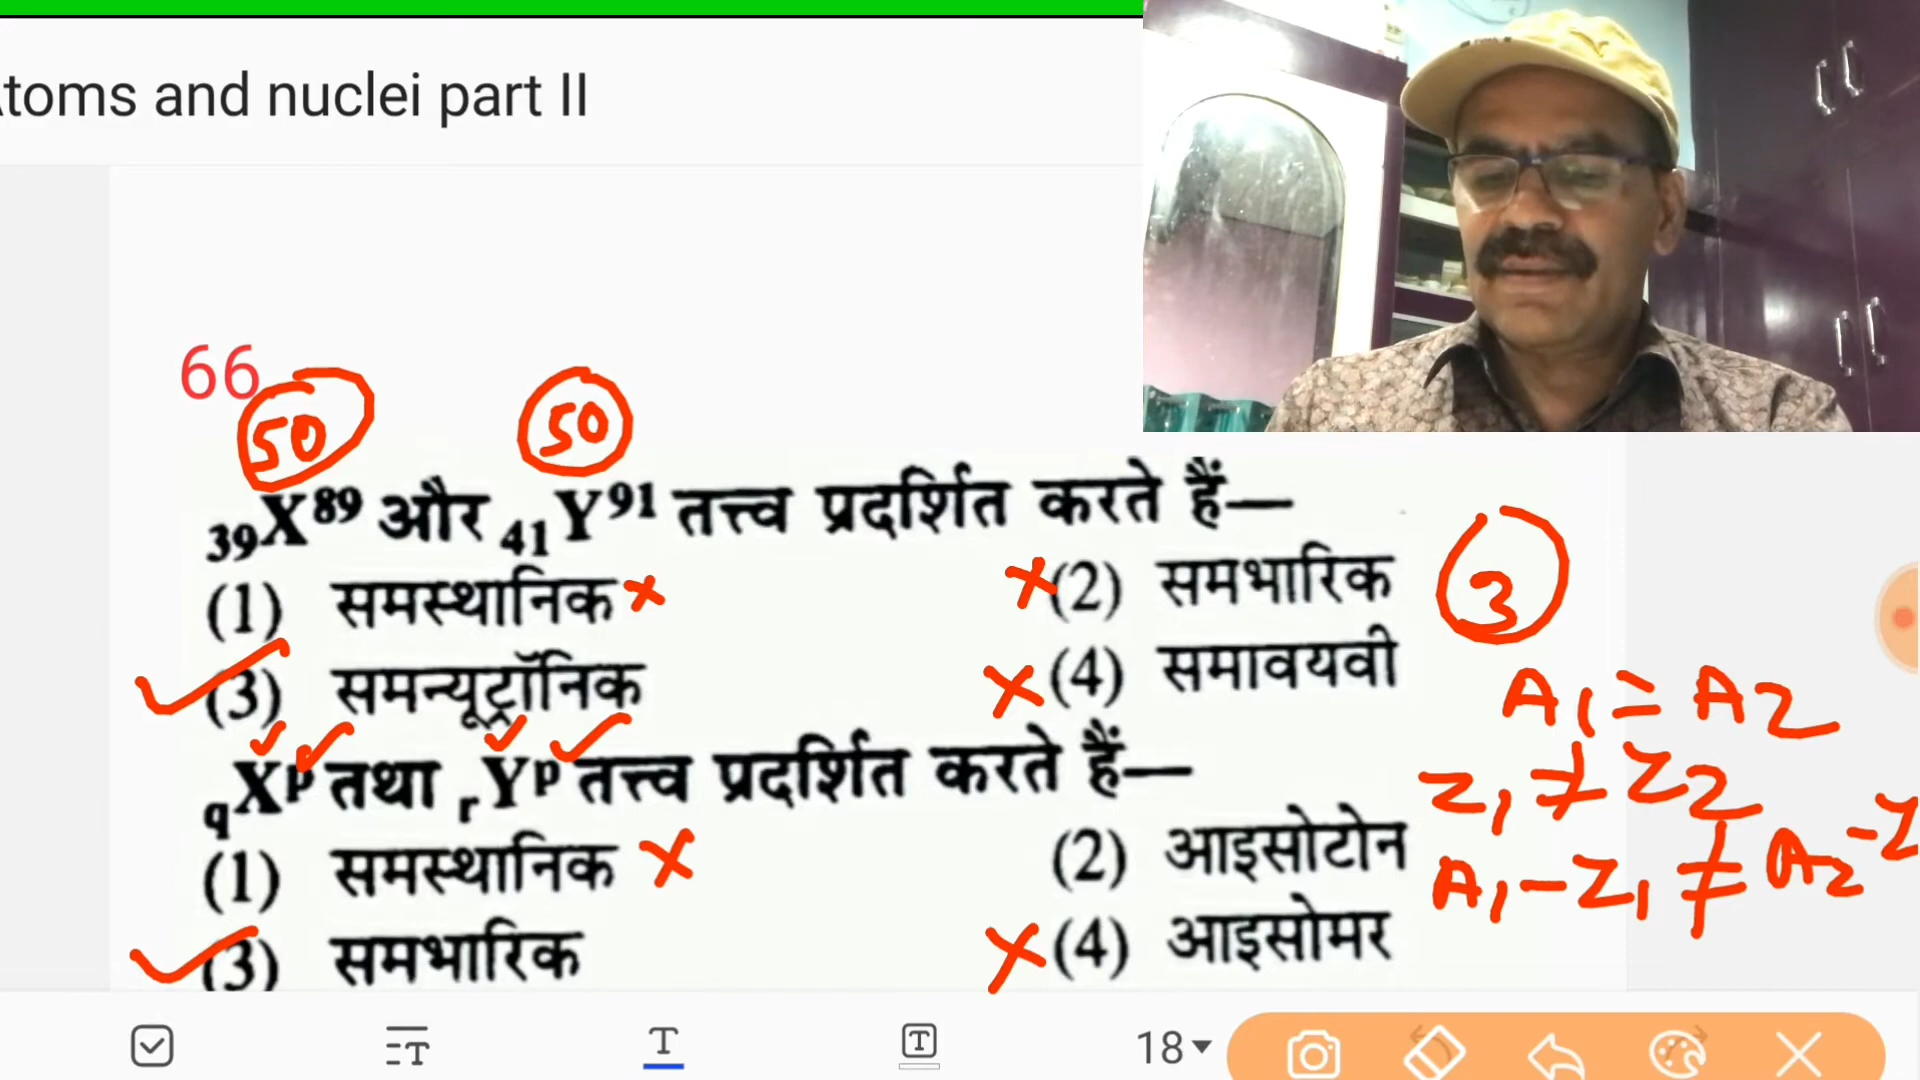 toms and nuclei part II
66
50 50
39X89 और 41Y91 तत्त्व प्रदर्शित करते हैं—
(1) समस्थानिक × ×(2) समभारिक
3
(3) समन्यूट्रॉनिक ×(4) समावयवी
A1 = A2
qXp तथा rYp तत्त्व प्रदर्शित करते हैं—
Z1 ≠ Z2
(1) समस्थानिक × (2) आइसोटोन
A1 - Z1 ≠ A2 - Z
(3) समभारिक ×(4) आइसोमर
T T T 18